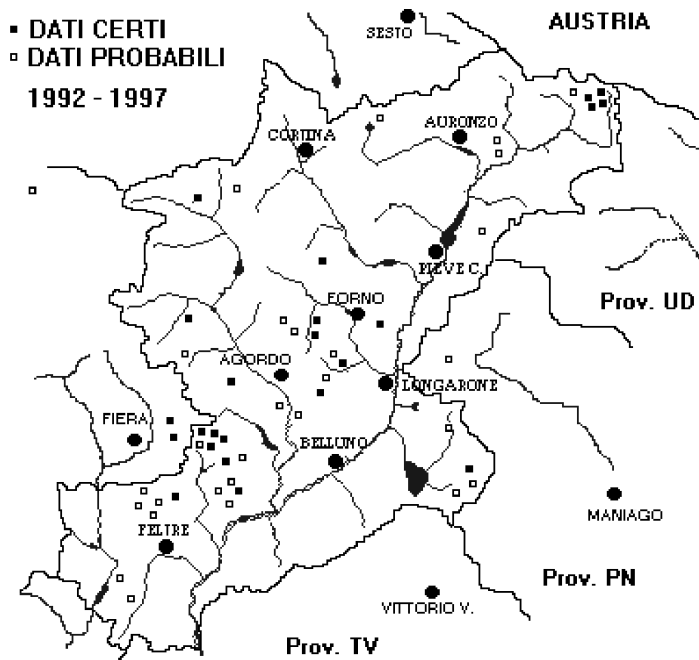 ▪ DATI CERTI
▫ DATI PROBABILI
1992 - 1997
AUSTRIA
SESTO
CORTINA
AURONZO
PIEVE C.
FORNO
Prov. UD
AGORDO
LONGARONE
FIERA
BELLUNO
MANIAGO
FELTRE
Prov. PN
VITTORIO V.
Prov. TV